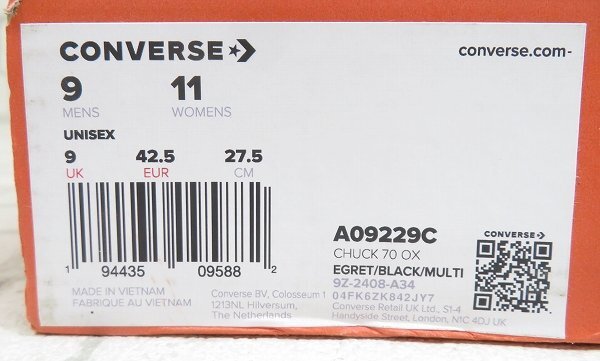 CONVERSE
converse.com-
9 11
MENS WOMENS
UNISEX
9 42.5 27.5
UK EUR CM
1 94435 09588 2
A09229C
CHUCK 70 OX
EGRET/BLACK/MULTI
9Z-2408-A34
04FK6ZK842JY7
CONVERSE
MADE IN VIETNAM
FABRIQUE AU VIETNAM
Converse BV, Colosseum 1
1213NL Hilversum,
The Netherlands
Converse Retail UK Ltd., S1-4
Handyside Street, London, N1C 4DJ UK